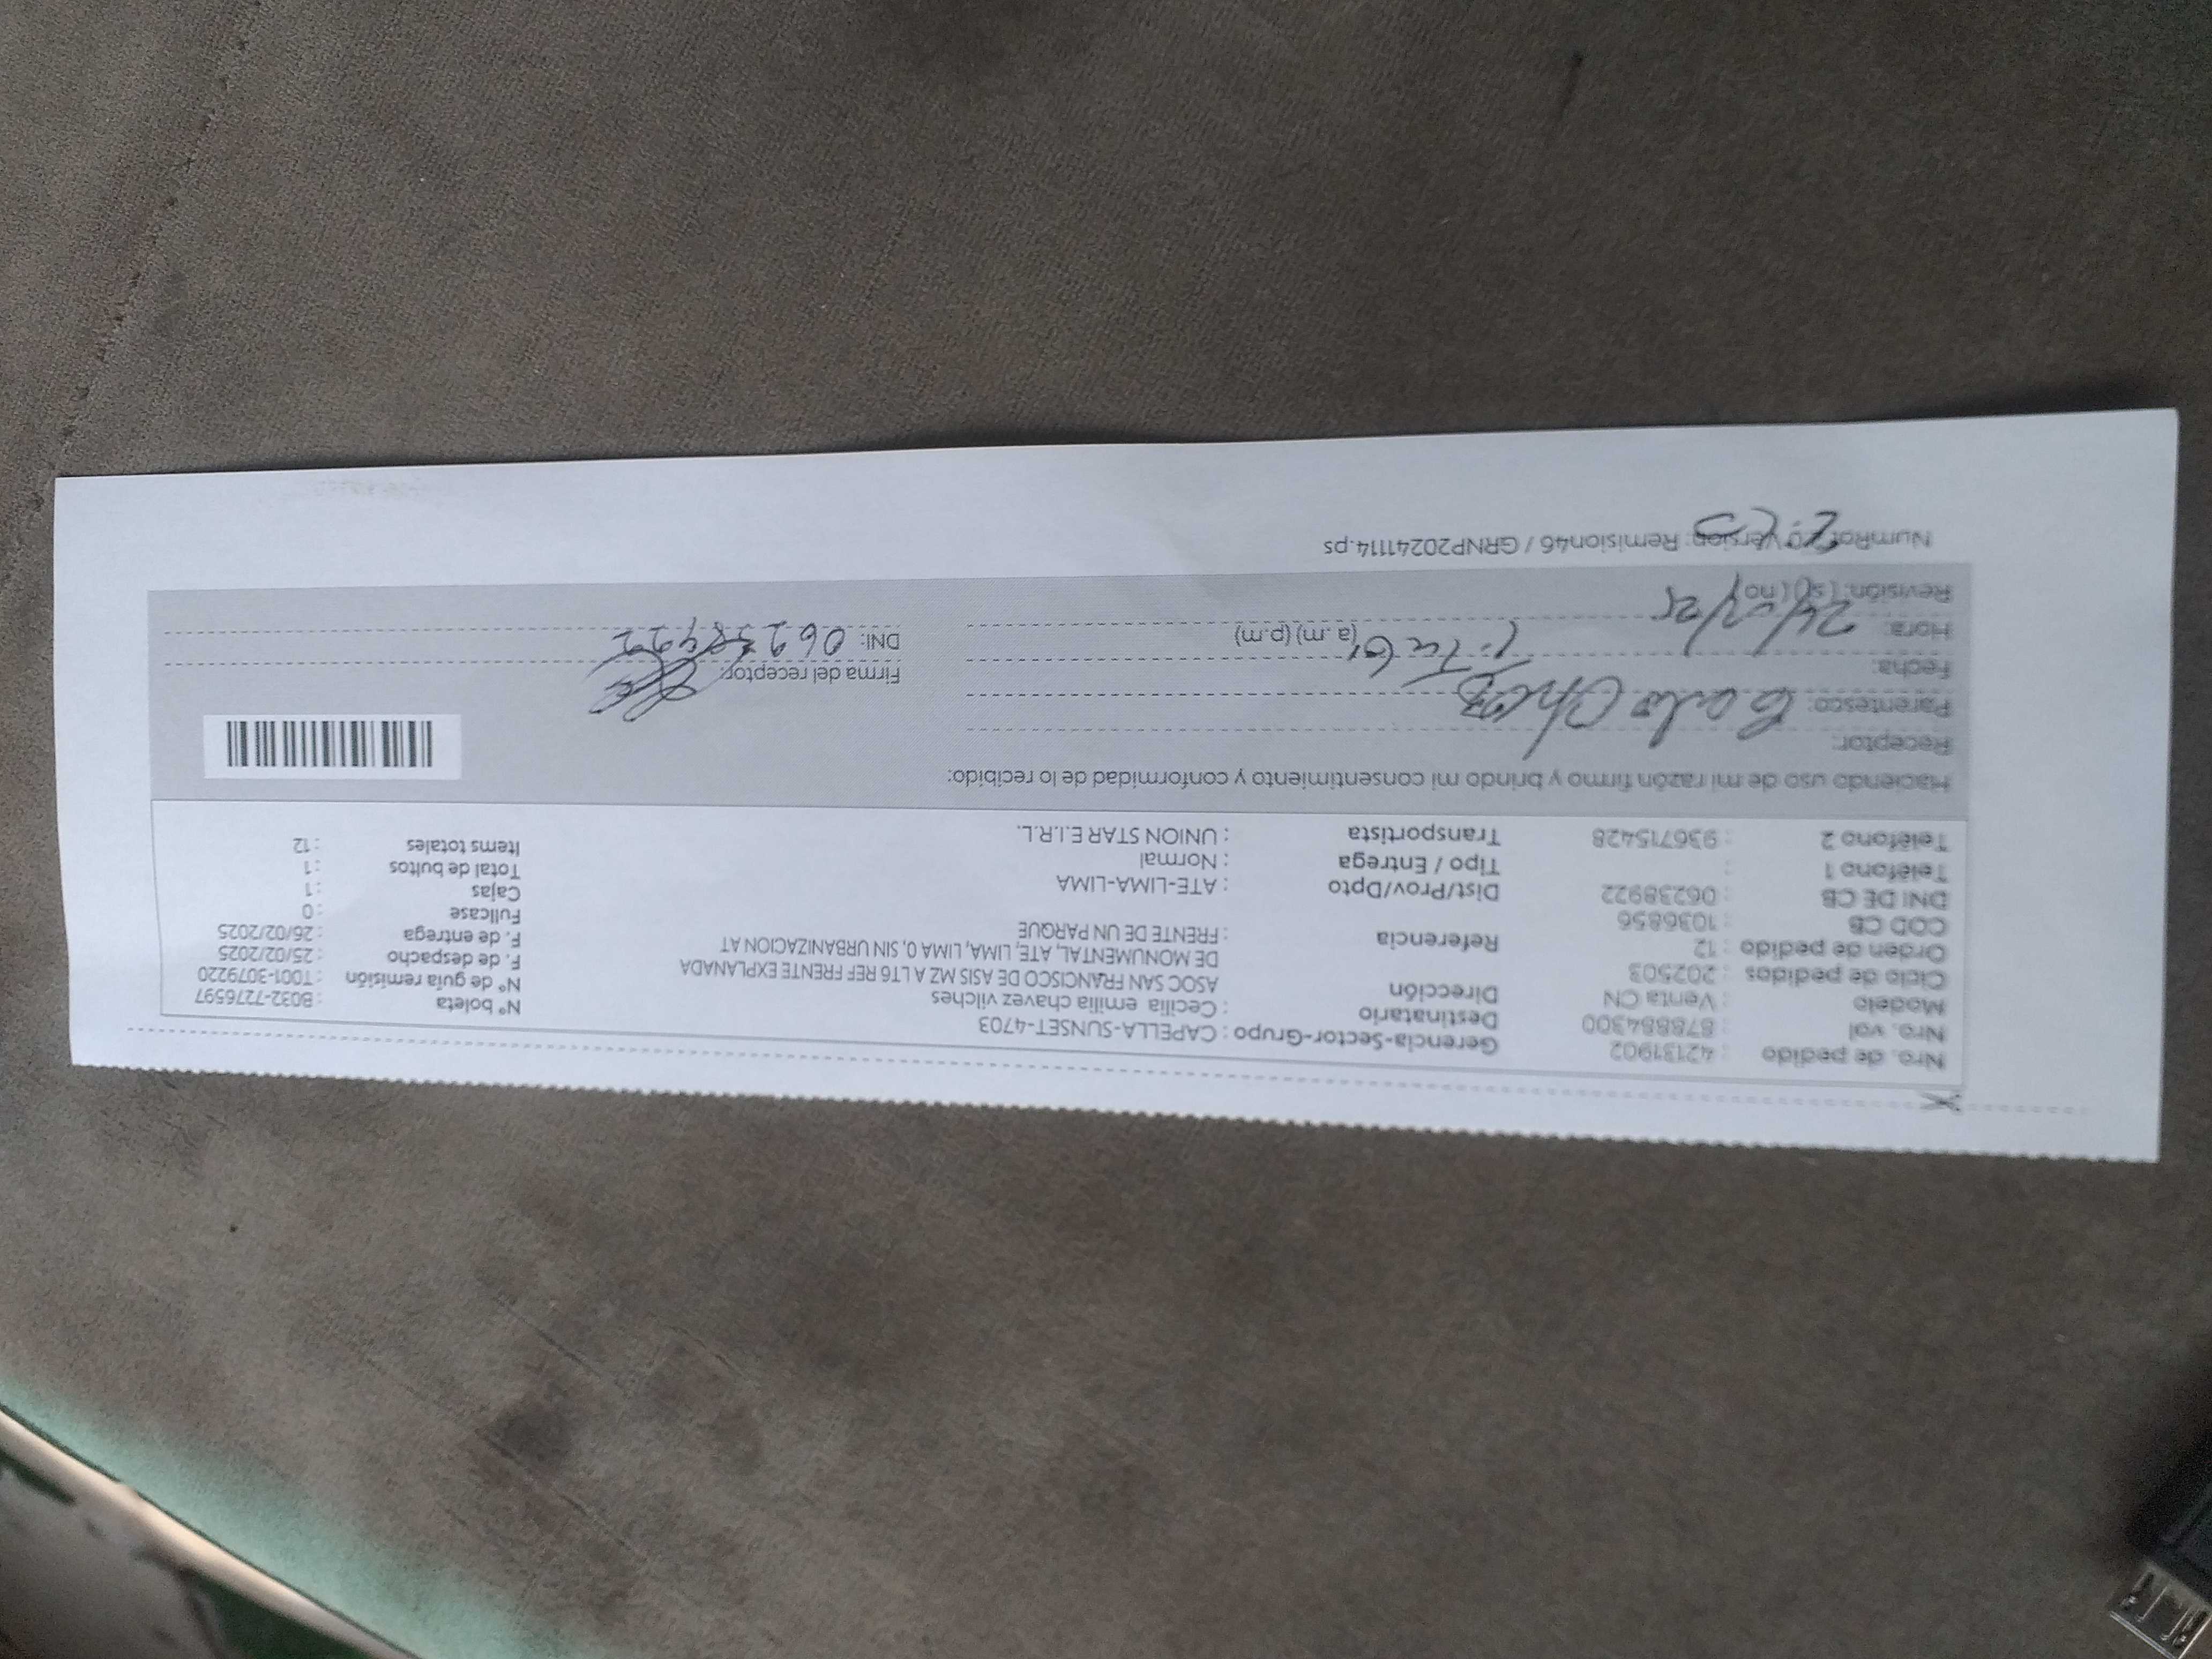 Nro. de pedido : 42131902 Gerencia-Sector-Grupo : CAPELLA-SUNSET-4703 N° boleta : B032-7276597
Nro. val : 878884300 Destinatario : Cecilia emilia chavez vilches N° de guía remisión : T001-3079220
Modelo : Venta CN Dirección ASOC SAN FRANCISCO DE ASIS MZ A LT6 REF FRENTE EXPLANADA F. de despacho : 25/02/2025
Ciclo de pedidos : 202503 DE MONUMENTAL, ATE, LIMA, LIMA 0, SIN URBANIZACION AT F. de entrega : 26/02/2025
Orden de pedido : 12 Referencia : FRENTE DE UN PARQUE Fullcase : 0
COD CB : 1036856 Cajas : 1
DNI DE CB : 06238922 Dist/Prov/Dpto : ATE-LIMA-LIMA Total de bultos : 1
Teléfono 1 : Tipo / Entrega : Normal Items totales : 12
Teléfono 2 : 936715428 Transportista : UNION STAR E.I.R.L.
Haciendo uso de mi razón firmo y brindo mi consentimiento y conformidad de lo recibido:
Receptor:
Parentesco: Firma del receptor:
Fecha:
Hora: (a.m) (p.m) DNI:
Revisión: (si) (no)
Version: Remision46 / GRNP20241114.ps